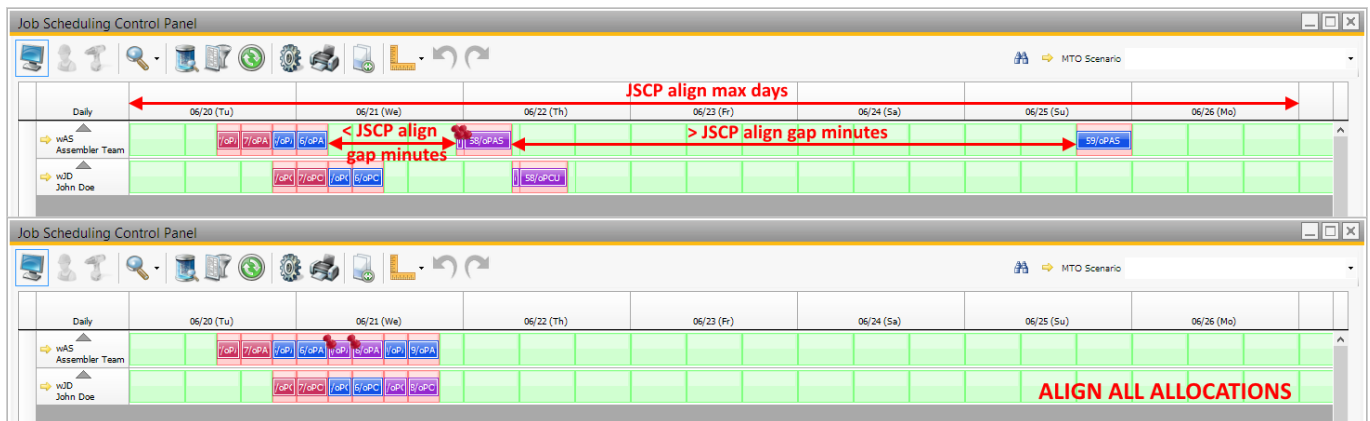 Job Scheduling Control Panel
MTO Scenario
JSCP align max days
Daily 06/20 (Tu) 06/21 (We) 06/22 (Th) 06/23 (Fr) 06/24 (Sa) 06/25 (Su) 06/26 (Mo)
wAS
Assembler Team
7/oPA 6/oPA 58/oPAS 59/oPAS
< JSCP align
gap minutes
> JSCP align gap minutes
wJD
John Doe
7/oPC 6/oPC 58/oPCU
Job Scheduling Control Panel
MTO Scenario
Daily 06/20 (Tu) 06/21 (We) 06/22 (Th) 06/23 (Fr) 06/24 (Sa) 06/25 (Su) 06/26 (Mo)
wAS
Assembler Team
7/oPA 6/oPA 9/oPA
wJD
John Doe
7/oPC 6/oPC 8/oPC
ALIGN ALL ALLOCATIONS